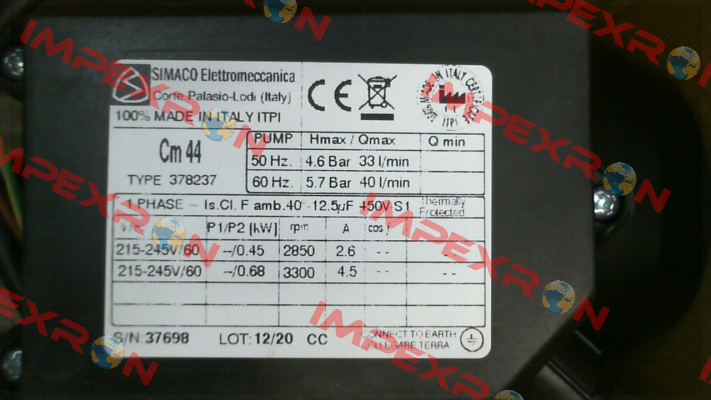 SIMACO Elettromeccanica
Corte Palasio-Lodi (Italy)
100% MADE IN ITALY ITPI
CE
100% MADE IN ITALY CERTIFICATE
ITPI
Cm 44
TYPE 378237
PUMP Hmax / Qmax Q min
50 Hz. 4.6 Bar 33 l/min
60 Hz. 5.7 Bar 40 l/min
1 PHASE ~ Is.Cl. F amb.40 - 12.5µF 450V S1 Thermally Protected
P1/P2 [kW] rpm A cos
215-245V/60 --/0.45 2850 2.6 - - - -
215-245V/60 --/0.68 3300 4.5 - - - -
S/N: 37698 LOT: 12/20 CC
CONNECT TO EARTH
COLLEGARE TERRA
IMPEXRON
IMPEXRON
IMPEXRON
IMPEXRON
IMPEXRON
IMPEXRON